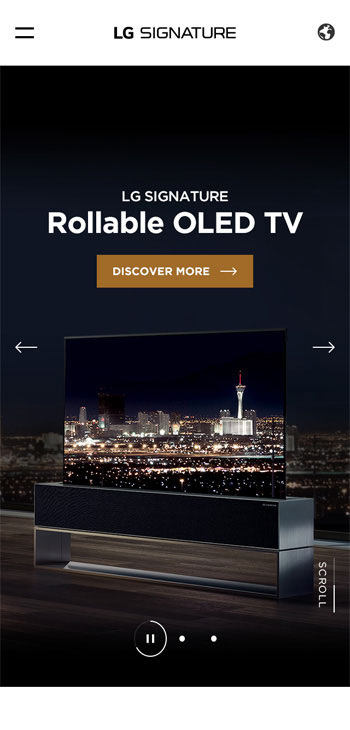 LG SIGNATURE
LG SIGNATURE
Rollable OLED TV
DISCOVER MORE
SCROLL